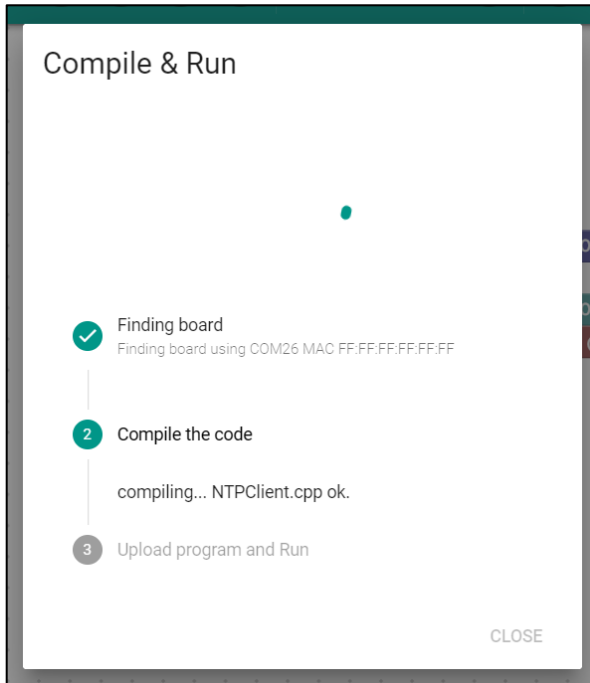 Compile & Run
Finding board
Finding board using COM26 MAC FF:FF:FF:FF:FF:FF
2
Compile the code
compiling... NTPClient.cpp ok.
3
Upload program and Run
CLOSE